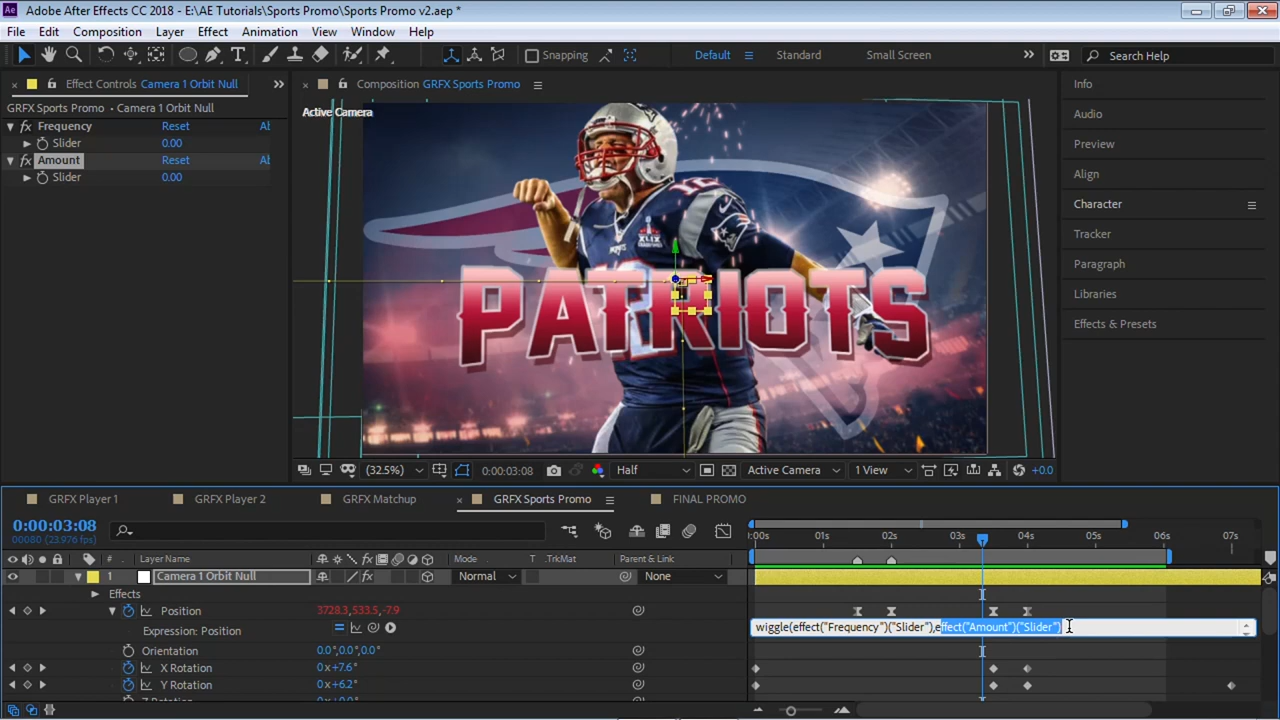 Adobe After Effects CC 2018 - E:\AE Tutorials\Sports Promo\Sports Promo v2.aep *
File Edit Composition Layer Effect Animation View Window Help
Snapping Default Standard Small Screen Search Help
Effect Controls Camera 1 Orbit Null
Composition GRFX Sports Promo
Info
GRFX Sports Promo • Camera 1 Orbit Null
Active Camera
Audio
fx Frequency Reset Ab
Slider 0.00
Preview
fx Amount Reset Ab
Slider 0.00
Align
Character
Tracker
Paragraph
Libraries
Effects & Presets
12
XLIX
PATRIOTS
(32.5%) 0:00:03:08 Half Active Camera 1 View +0.0
GRFX Player 1 GRFX Player 2 GRFX Matchup GRFX Sports Promo FINAL PROMO
0:00:03:08
00080 (23.976 fps)
:00s 01s 02s 03s 04s 05s 06s 07s
# Layer Name Mode T TrkMat Parent & Link
1 Camera 1 Orbit Null Normal None
Effects
Position 3728.3,533.5,-7.9
Expression: Position wiggle(effect("Frequency")("Slider"),effect("Amount")("Slider")
Orientation 0.0°,0.0°,0.0°
X Rotation 0x+7.6°
Y Rotation 0x+6.2°